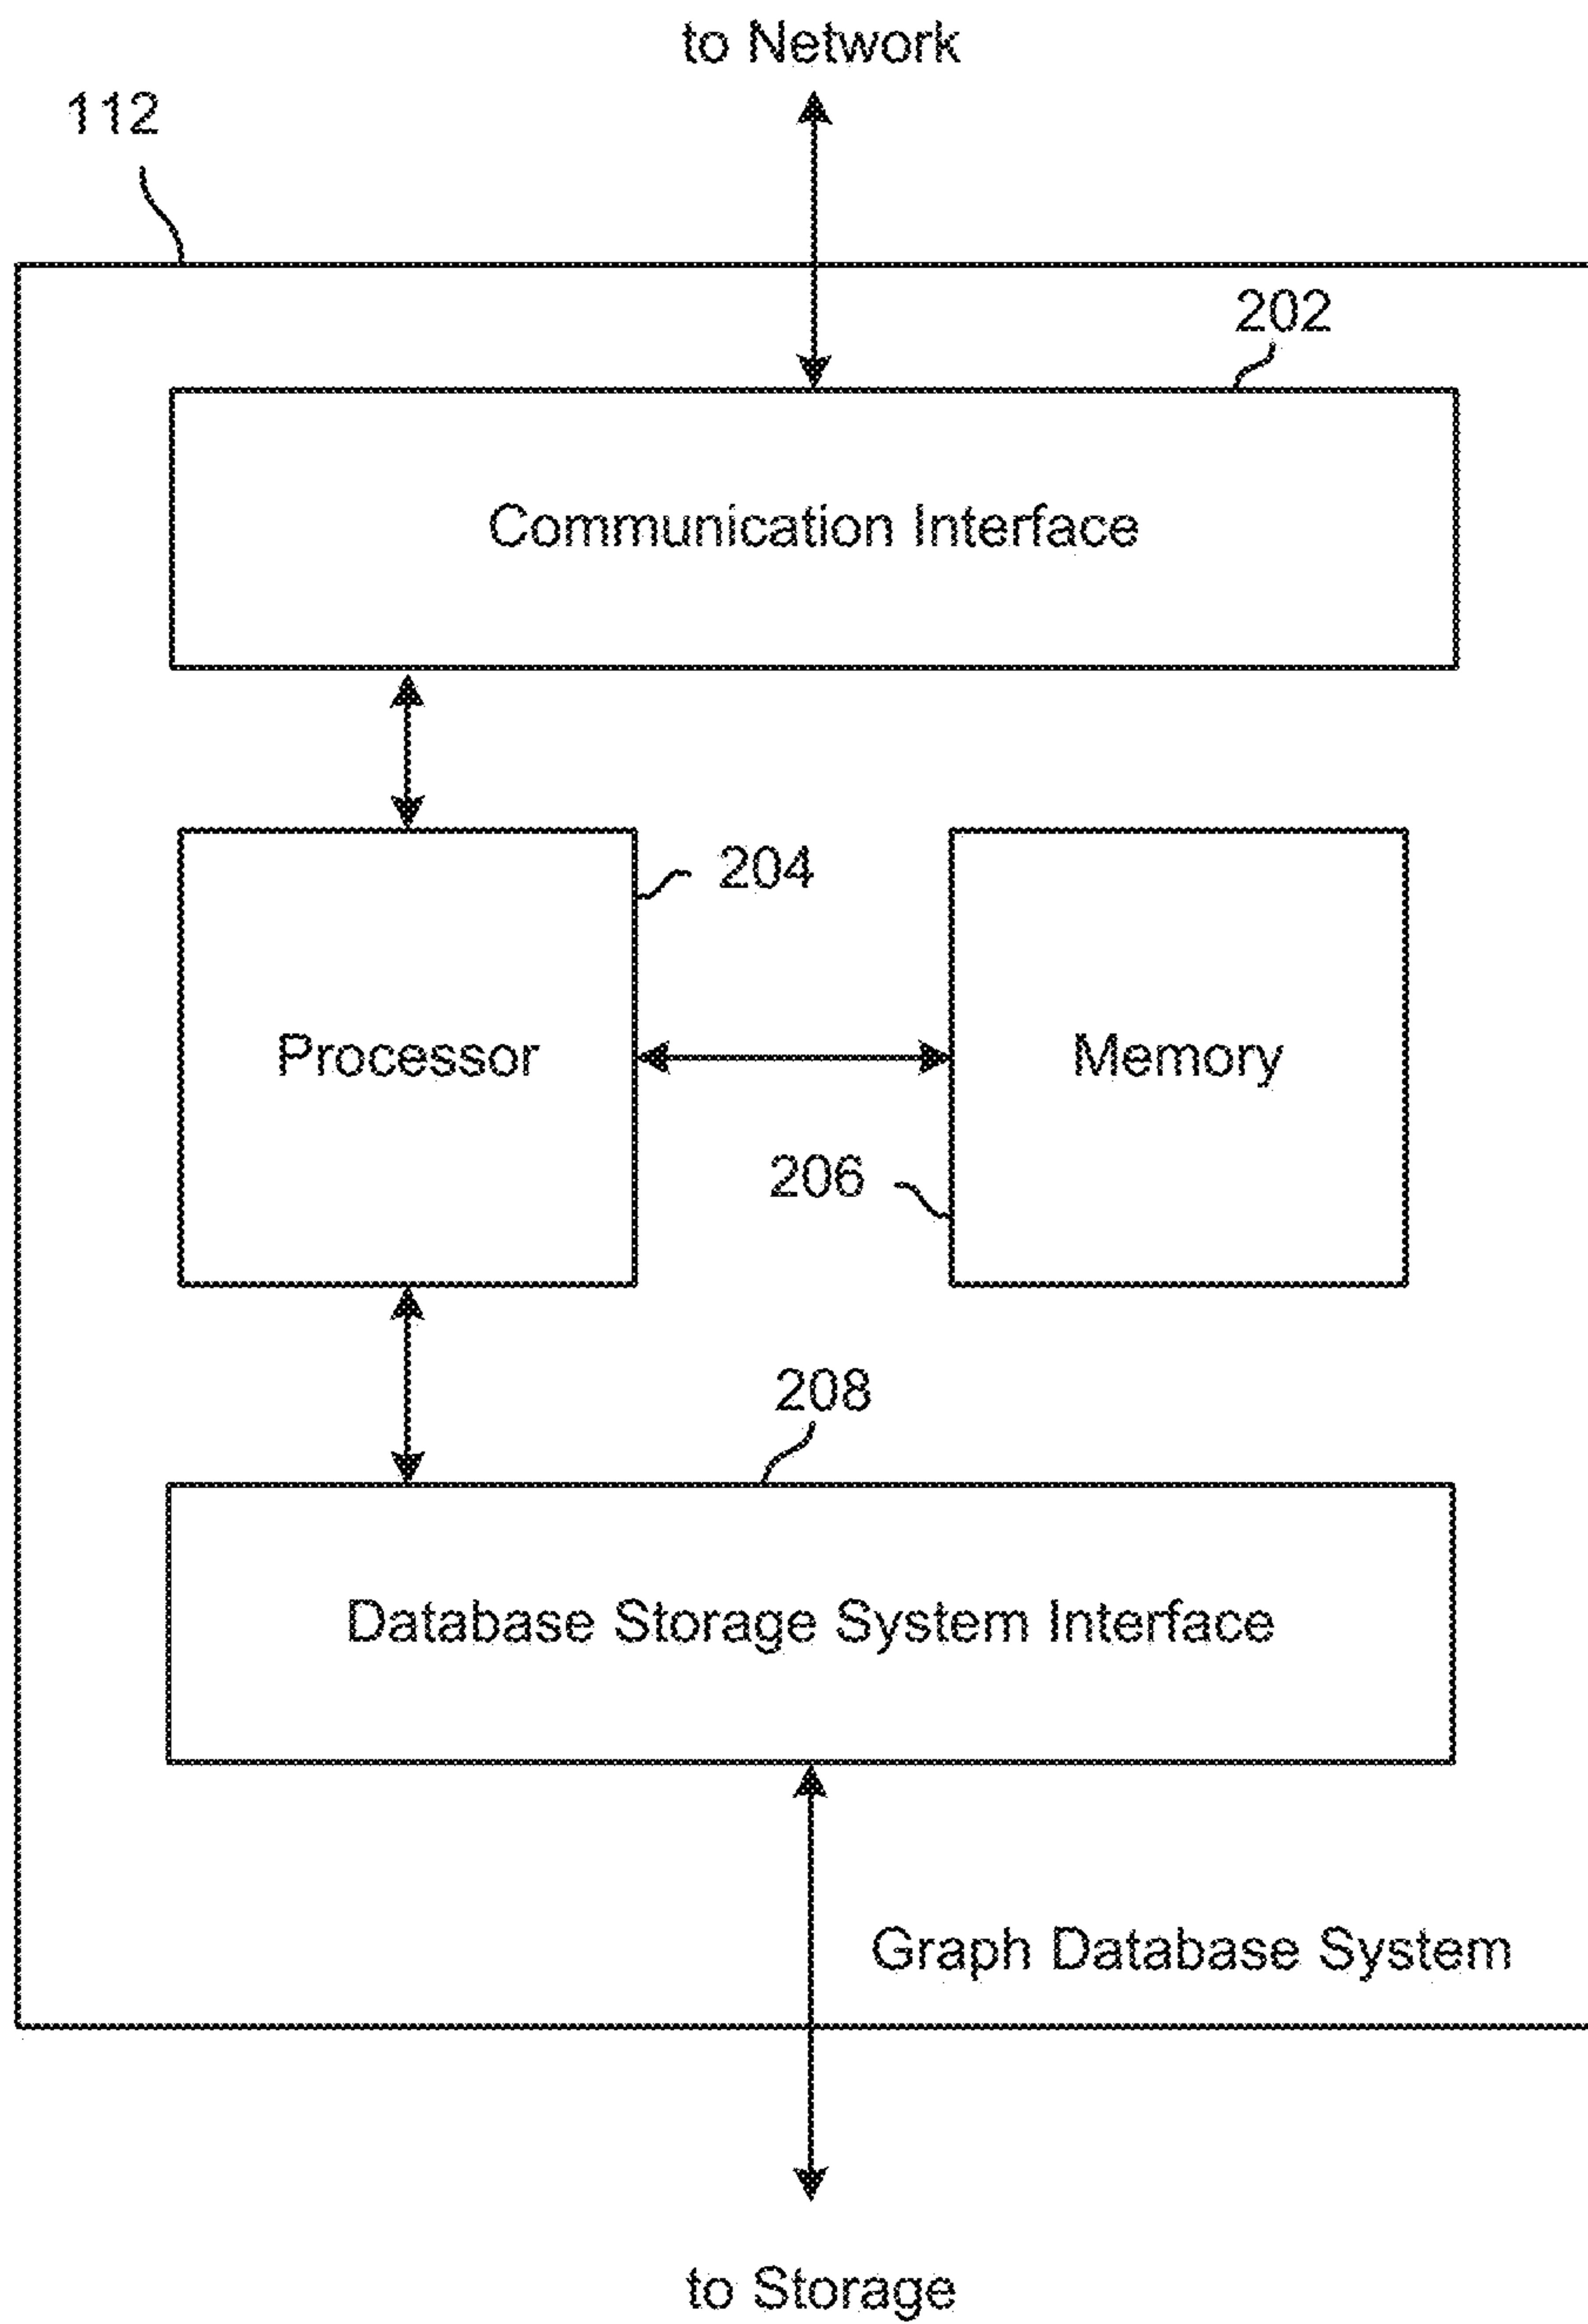 to Network
112
202
Communication Interface
204
Processor
Memory
206
208
Database Storage System Interface
Graph Database System
to Storage